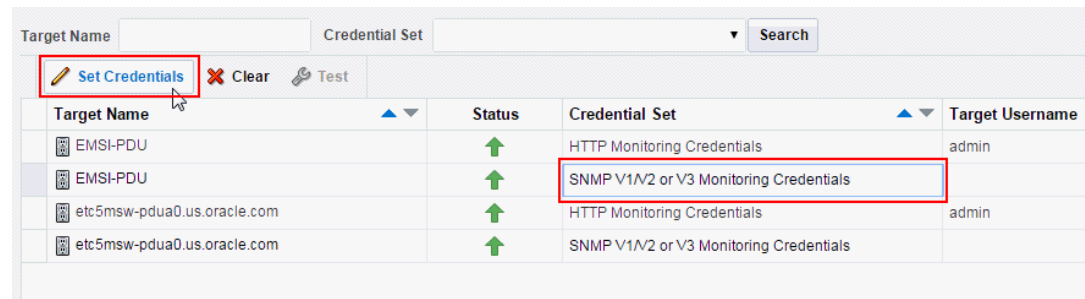 Target Name Credential Set Search
Set Credentials Clear Test
Target Name Status Credential Set Target Username
EMSI-PDU HTTP Monitoring Credentials admin
EMSI-PDU SNMP V1/V2 or V3 Monitoring Credentials
etc5msw-pdua0.us.oracle.com HTTP Monitoring Credentials admin
etc5msw-pdua0.us.oracle.com SNMP V1/V2 or V3 Monitoring Credentials